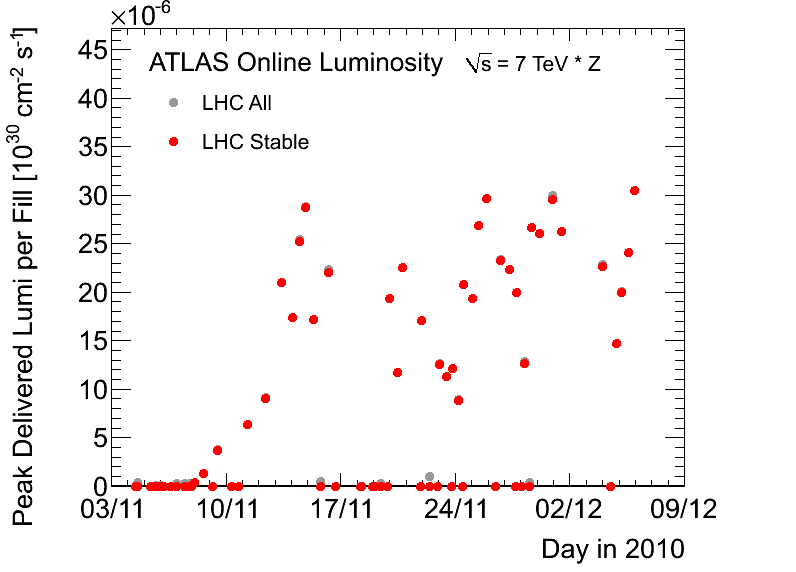 ×10⁻⁶
Peak Delivered Lumi per Fill [10³⁰ cm⁻² s⁻¹]
45
40
35
30
25
20
15
10
5
0
ATLAS Online Luminosity √s = 7 TeV * Z
LHC All
LHC Stable
03/11 10/11 17/11 24/11 02/12 09/12
Day in 2010